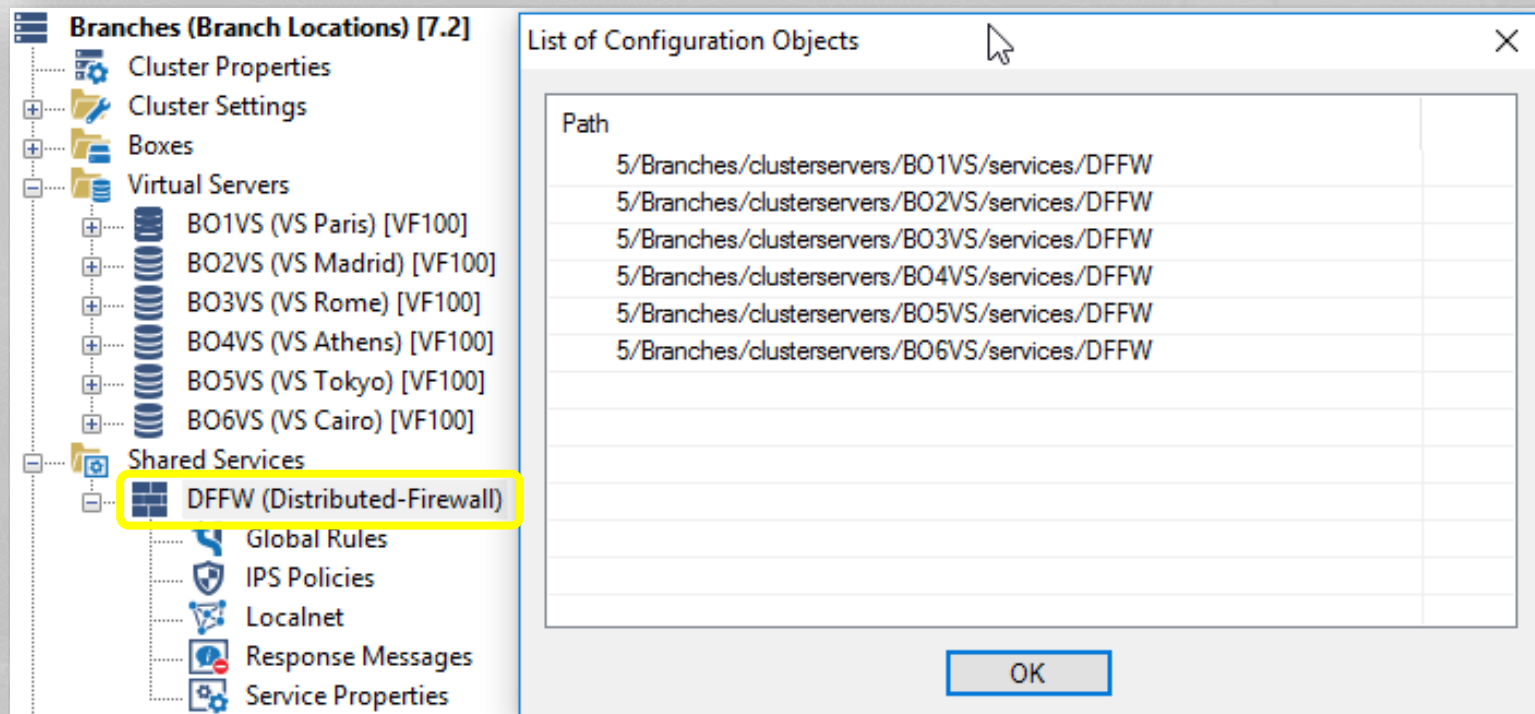 Branches (Branch Locations) [7.2]
Cluster Properties
Cluster Settings
Boxes
Virtual Servers
BO1VS (VS Paris) [VF100]
BO2VS (VS Madrid) [VF100]
BO3VS (VS Rome) [VF100]
BO4VS (VS Athens) [VF100]
BO5VS (VS Tokyo) [VF100]
BO6VS (VS Cairo) [VF100]
Shared Services
DFFW (Distributed-Firewall)
Global Rules
IPS Policies
Localnet
Response Messages
Service Properties
List of Configuration Objects
Path
5/Branches/clusterservers/BO1VS/services/DFFW
5/Branches/clusterservers/BO2VS/services/DFFW
5/Branches/clusterservers/BO3VS/services/DFFW
5/Branches/clusterservers/BO4VS/services/DFFW
5/Branches/clusterservers/BO5VS/services/DFFW
5/Branches/clusterservers/BO6VS/services/DFFW
OK